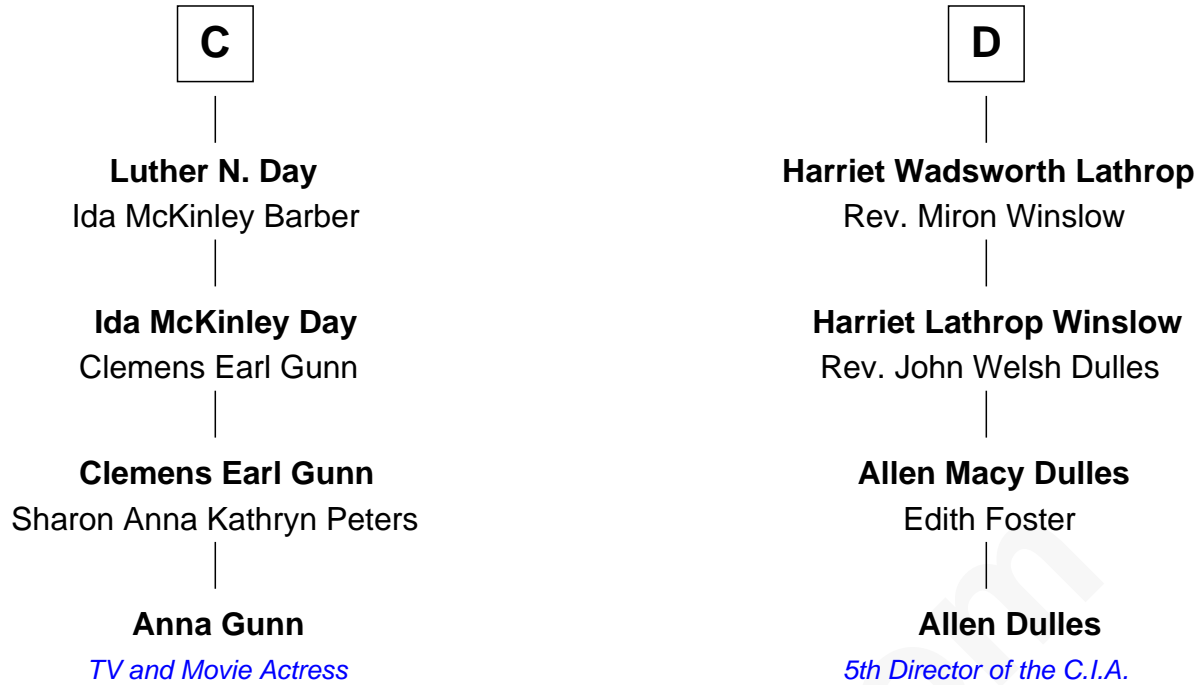 C
Luther N. Day
Ida McKinley Barber
Ida McKinley Day
Clemens Earl Gunn
Clemens Earl Gunn
Sharon Anna Kathryn Peters
Anna Gunn
TV and Movie Actress
D
Harriet Wadsworth Lathrop
Rev. Miron Winslow
Harriet Lathrop Winslow
Rev. John Welsh Dulles
Allen Macy Dulles
Edith Foster
Allen Dulles
5th Director of the C.I.A.